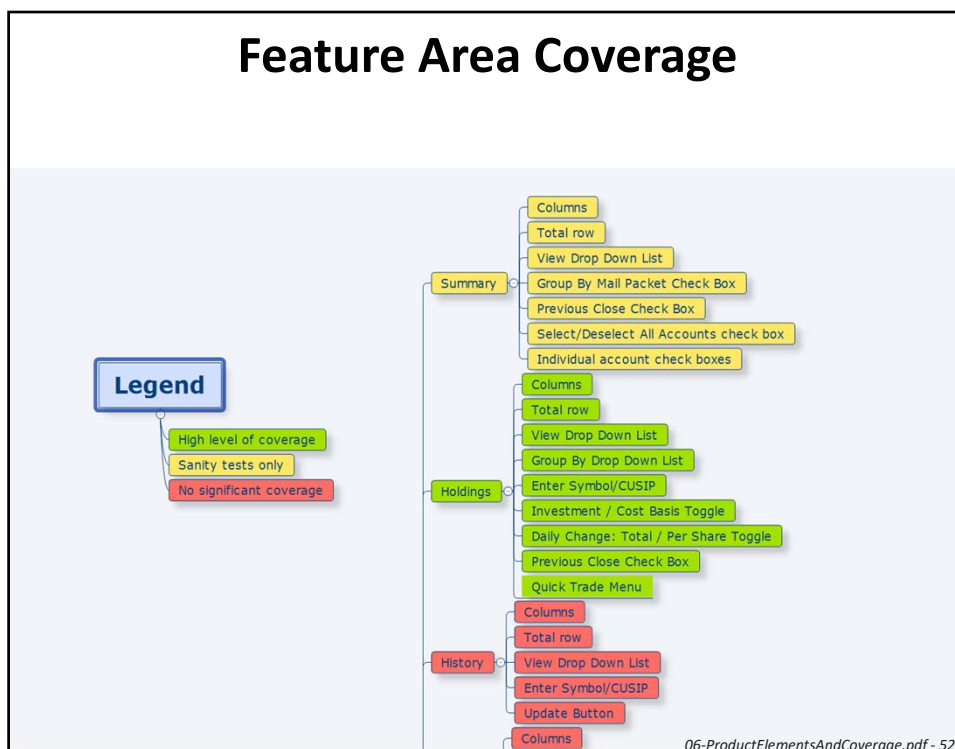 Feature Area Coverage
Legend
High level of coverage
Sanity tests only
No significant coverage
Summary
Columns
Total row
View Drop Down List
Group By Mail Packet Check Box
Previous Close Check Box
Select/Deselect All Accounts check box
Individual account check boxes
Holdings
Columns
Total row
View Drop Down List
Group By Drop Down List
Enter Symbol/CUSIP
Investment / Cost Basis Toggle
Daily Change: Total / Per Share Toggle
Previous Close Check Box
Quick Trade Menu
History
Columns
Total row
View Drop Down List
Enter Symbol/CUSIP
Update Button
Columns
06-ProductElementsAndCoverage.pdf - 52